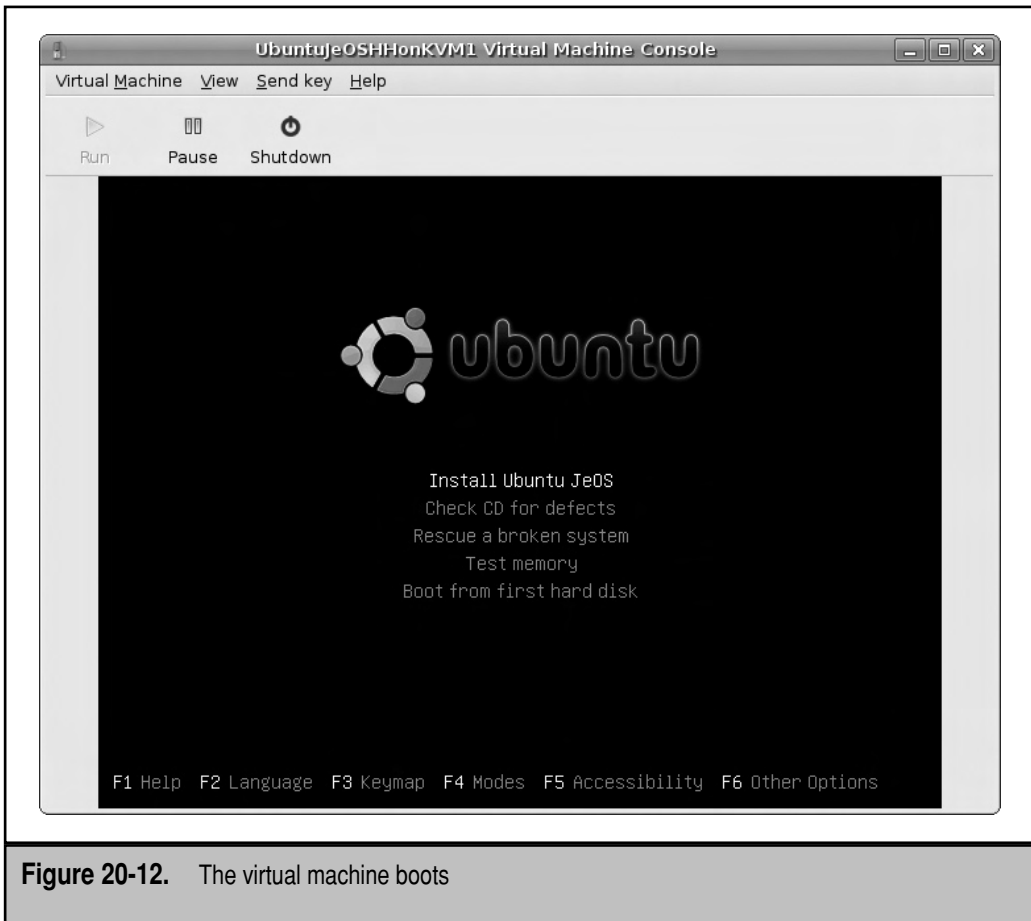 UbuntuJeOSHHonKVM1 Virtual Machine Console
Virtual Machine View Send key Help
Run Pause Shutdown
ubuntu
Install Ubuntu JeOS
Check CD for defects
Rescue a broken system
Test memory
Boot from first hard disk
F1 Help F2 Language F3 Keymap F4 Modes F5 Accessibility F6 Other Options
Figure 20-12. The virtual machine boots